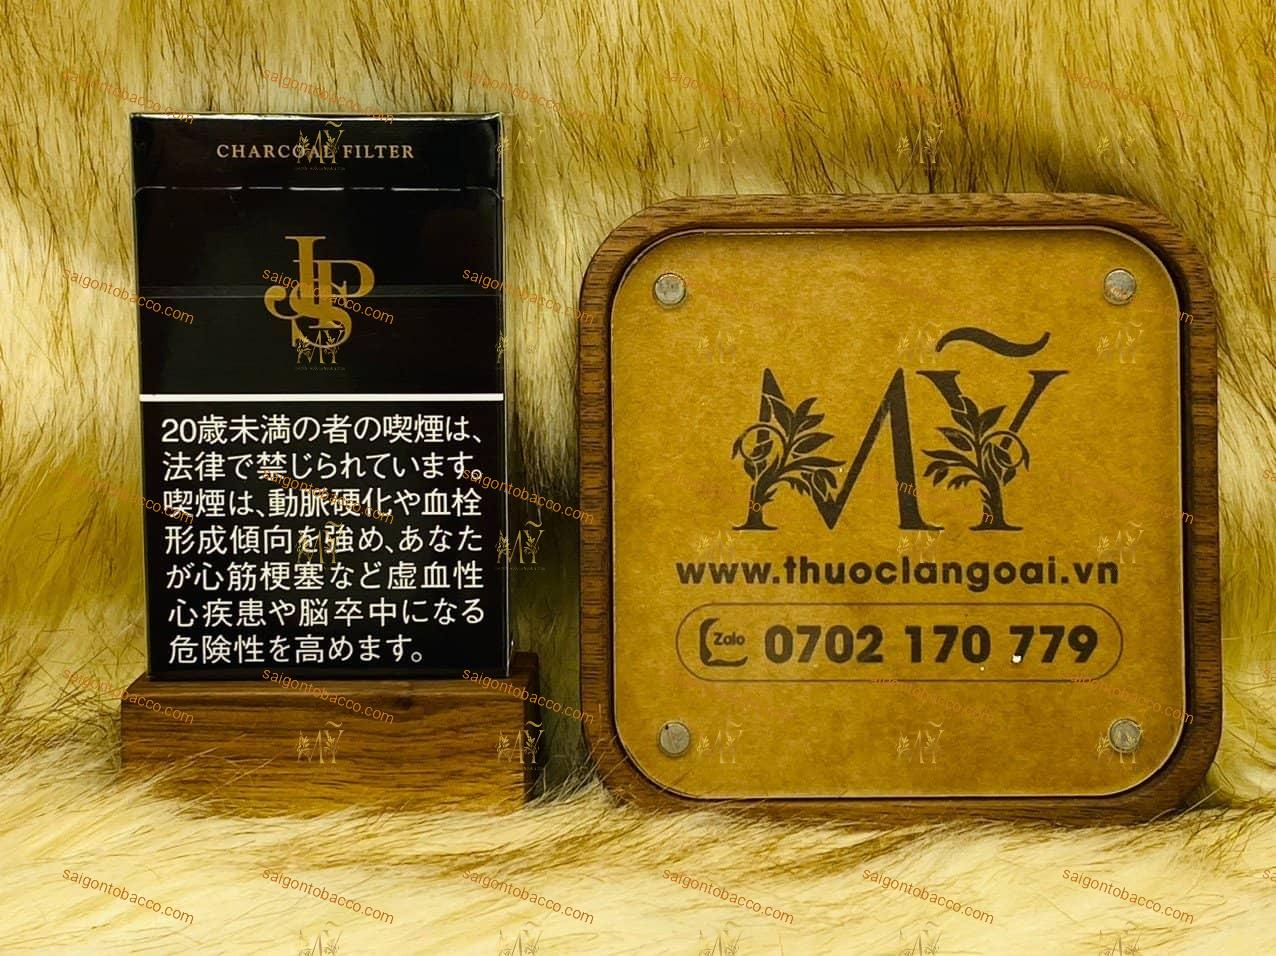 CHARCOAL FILTER
JPS
20歳未満の者の喫煙は、
法律で禁じられています。
喫煙は、動脈硬化や血栓
形成傾向を強め、あなた
が心筋梗塞など虚血性
心疾患や脳卒中になる
危険性を高めます。
MỸ
www.thuoclangoai.vn
Zalo 0702 170 779
saigontobacco.com